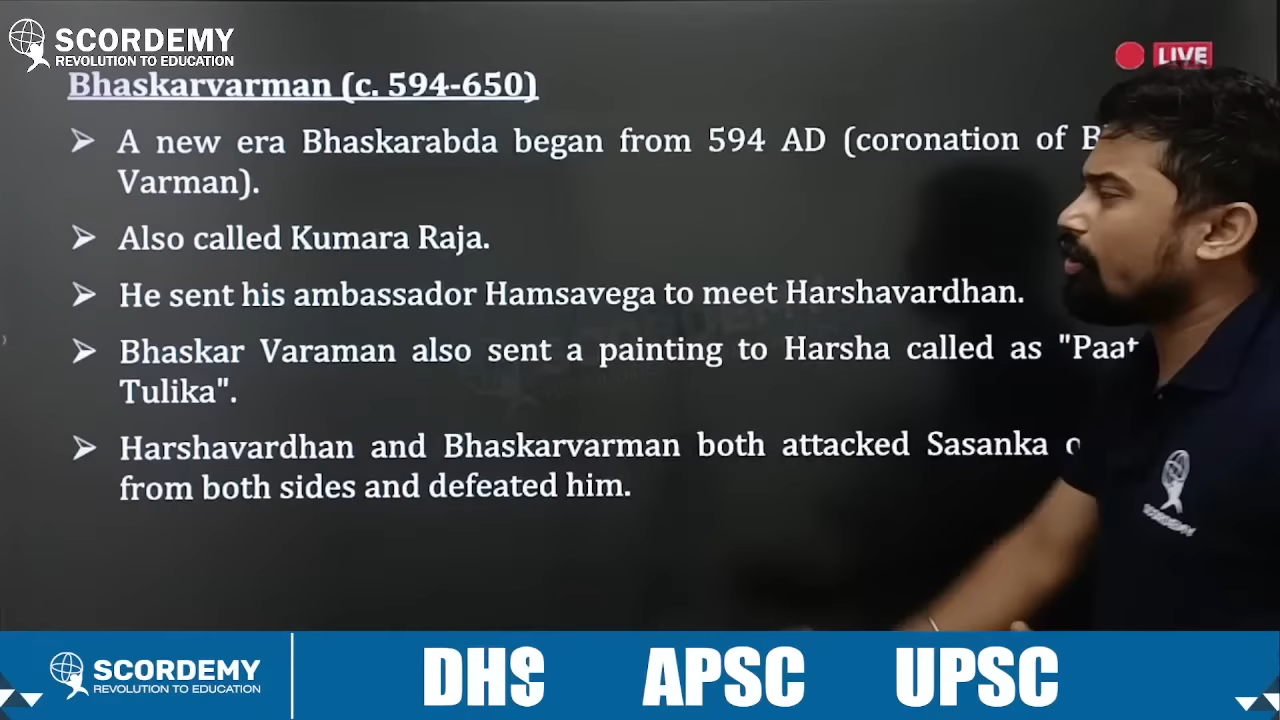 SCORDEMY
REVOLUTION TO EDUCATION
LIVE
Bhaskarvarman (c. 594-650)
➢ A new era Bhaskarabda began from 594 AD (coronation of
Varman).
➢ Also called Kumara Raja.
➢ He sent his ambassador Hamsavega to meet Harshavardhan.
➢ Bhaskar Varaman also sent a painting to Harsha called as
Tulika".
➢ Harshavardhan and Bhaskarvarman both attacked Sasanka
from both sides and defeated him.
SCORDEMY
SCORDEMY
REVOLUTION TO EDUCATION
APSC
UPSC